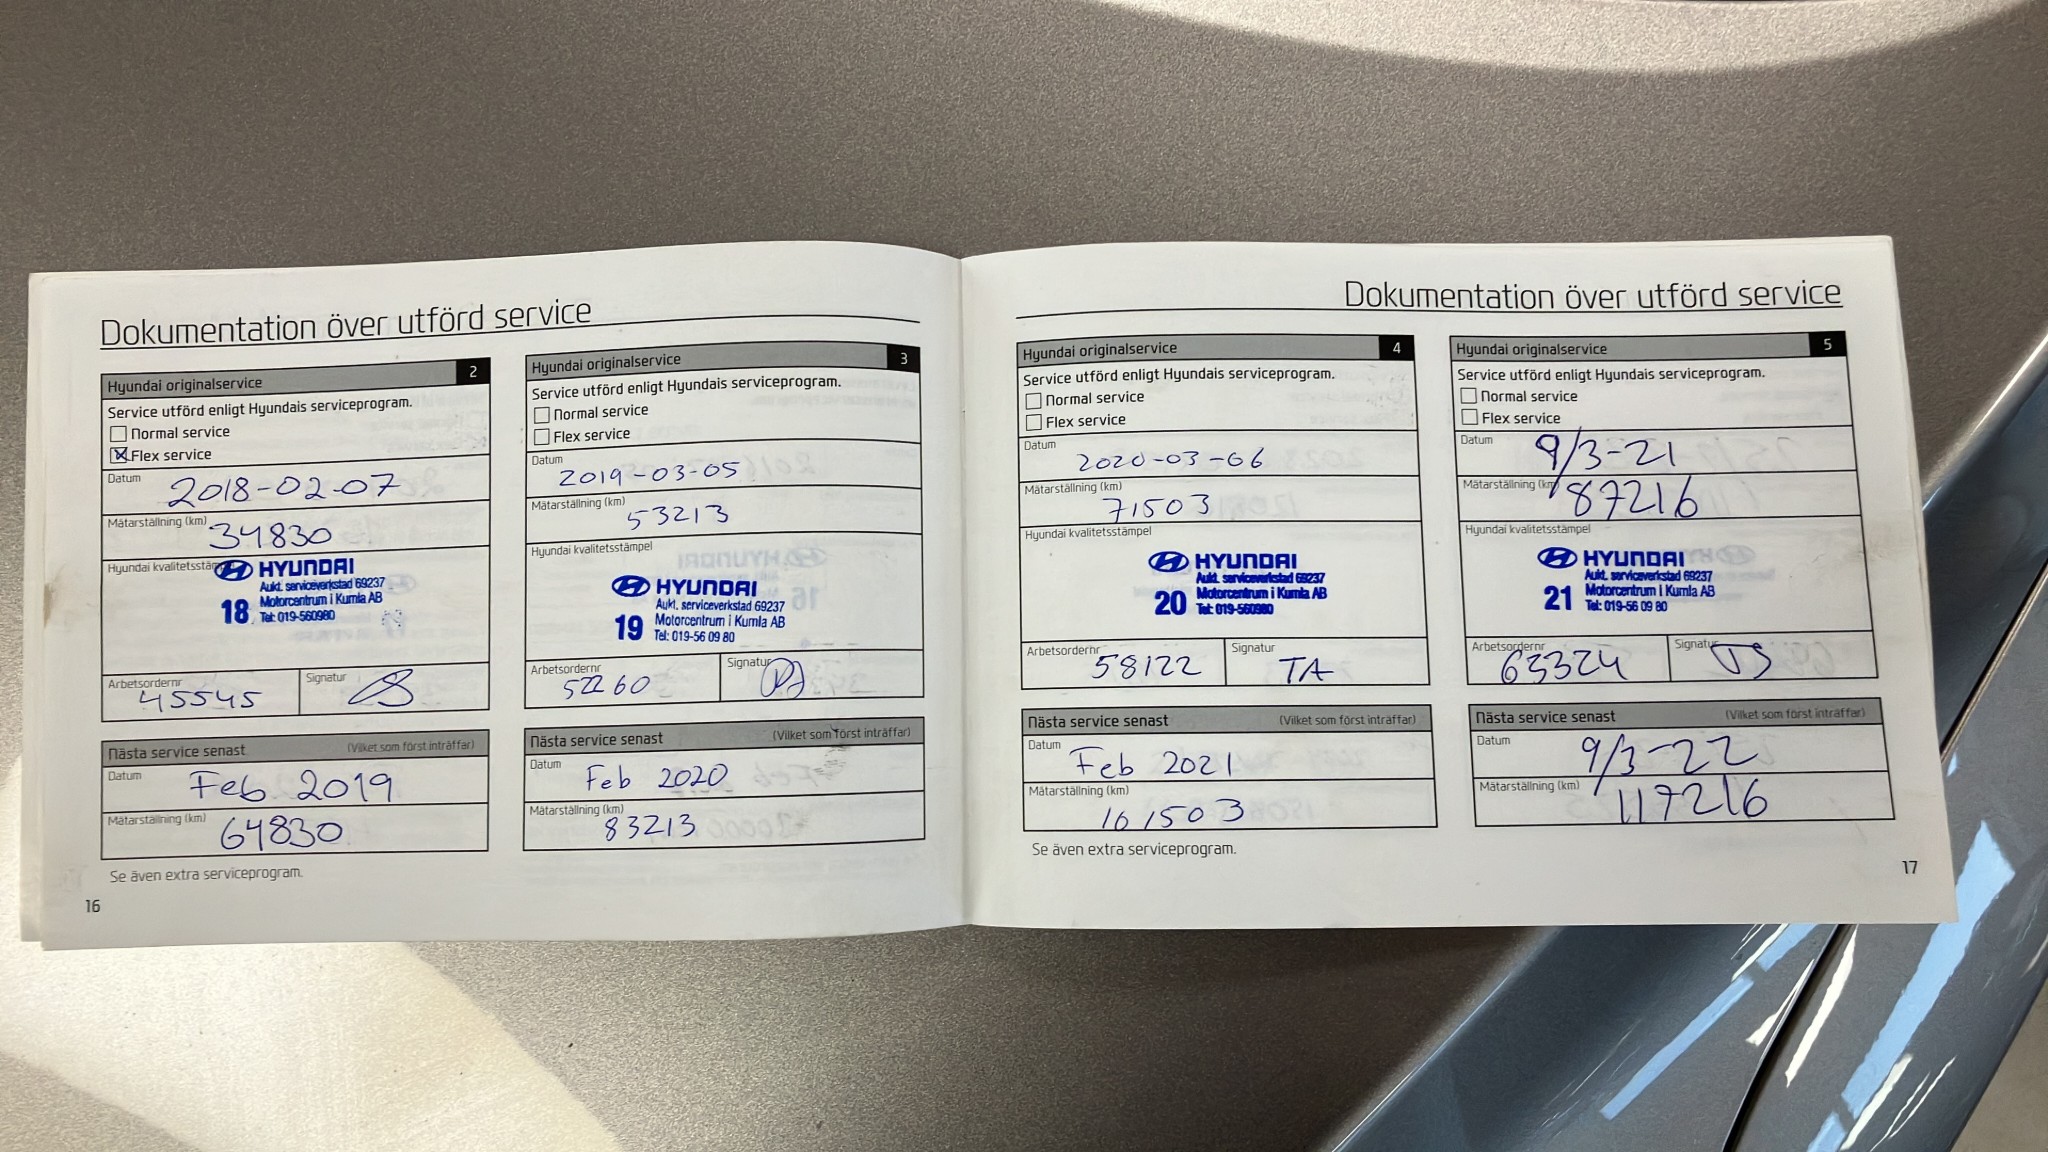 Dokumentation över utförd service
Hyundai originalservice 2
Service utförd enligt Hyundais serviceprogram.
Normal service
Flex service
Datum
2018-02-07
Mätarställning (km)
34830
Hyundai kvalitetsstämpel
HYUNDAI
Aukt. serviceverkstad 69237
18 Motorcentrum i Kumla AB
Tel: 019-560980
Arbetsordernr Signatur
45545
Nästa service senast (Vilket som först inträffar)
Datum
Feb 2019
Mätarställning (km)
64830
Se även extra serviceprogram.
16
Hyundai originalservice 3
Service utförd enligt Hyundais serviceprogram.
Normal service
Flex service
Datum
2019-03-05
Mätarställning (km)
53213
Hyundai kvalitetsstämpel
HYUNDAI
Aukt. serviceverkstad 69237
19 Motorcentrum i Kumla AB
Tel: 019-56 09 80
Arbetsordernr Signatur
52260
Nästa service senast (Vilket som först inträffar)
Datum
Feb 2020
Mätarställning (km)
83213
Dokumentation över utförd service
Hyundai originalservice 4
Service utförd enligt Hyundais serviceprogram.
Normal service
Flex service
Datum
2020-03-06
Mätarställning (km)
71503
Hyundai kvalitetsstämpel
HYUNDAI
Aukt. serviceverkstad 69237
20 Motorcentrum i Kumla AB
Tel: 019-560980
Arbetsordernr Signatur
58122 TA
Nästa service senast (Vilket som först inträffar)
Datum
Feb 2021
Mätarställning (km)
101503
Se även extra serviceprogram.
Hyundai originalservice 5
Service utförd enligt Hyundais serviceprogram.
Normal service
Flex service
Datum
9/3-21
Mätarställning (km)
87216
Hyundai kvalitetsstämpel
HYUNDAI
Aukt. serviceverkstad 69237
21 Motorcentrum i Kumla AB
Tel: 019-56 09 80
Arbetsordernr Signatur
63324
Nästa service senast (Vilket som först inträffar)
Datum
9/3-22
Mätarställning (km)
117216
17